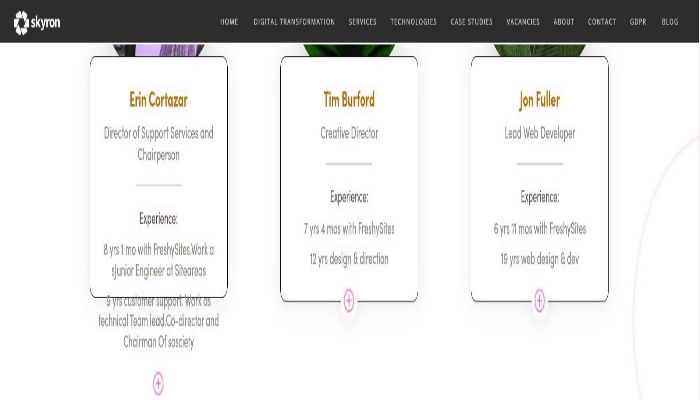 skyron
HOME DIGITAL TRANSFORMATION SERVICES TECHNOLOGIES CASE STUDIES VACANCIES ABOUT CONTACT GDPR BLOG
Erin Cortazar
Director of Support Services and
Chairperson
Experience:
8 yrs 1 mo with FreshySites.Work a
sJunior Engineer at Siteareas
9 yrs customer support. Work as
technical Team lead.Co-director and
Chairman Of sosciety
Tim Burford
Creative Director
Experience:
7 yrs 4 mos with FreshySites
12 yrs design & direction
Jon Fuller
Lead Web Developer
Experience:
6 yrs 11 mos with FreshySites
19 yrs web design & dev